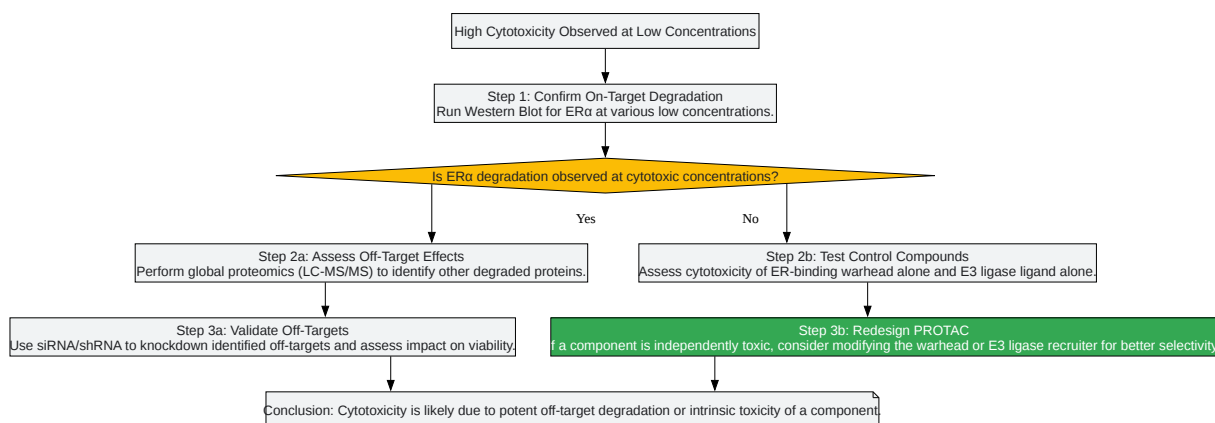 High Cytotoxicity Observed at Low Concentrations
Step 1: Confirm On-Target Degradation
Run Western Blot for ERα at various low concentrations.
Is ERα degradation observed at cytotoxic concentrations?
Yes
No
Step 2a: Assess Off-Target Effects
Perform global proteomics (LC-MS/MS) to identify other degraded proteins.
Step 2b: Test Control Compounds
Assess cytotoxicity of ER-binding warhead alone and E3 ligase ligand alone.
Step 3a: Validate Off-Targets
Use siRNA/shRNA to knockdown identified off-targets and assess impact on viability.
Step 3b: Redesign PROTAC
If a component is independently toxic, consider modifying the warhead or E3 ligase recruiter for better selectivity.
Conclusion: Cytotoxicity is likely due to potent off-target degradation or intrinsic toxicity of a component.